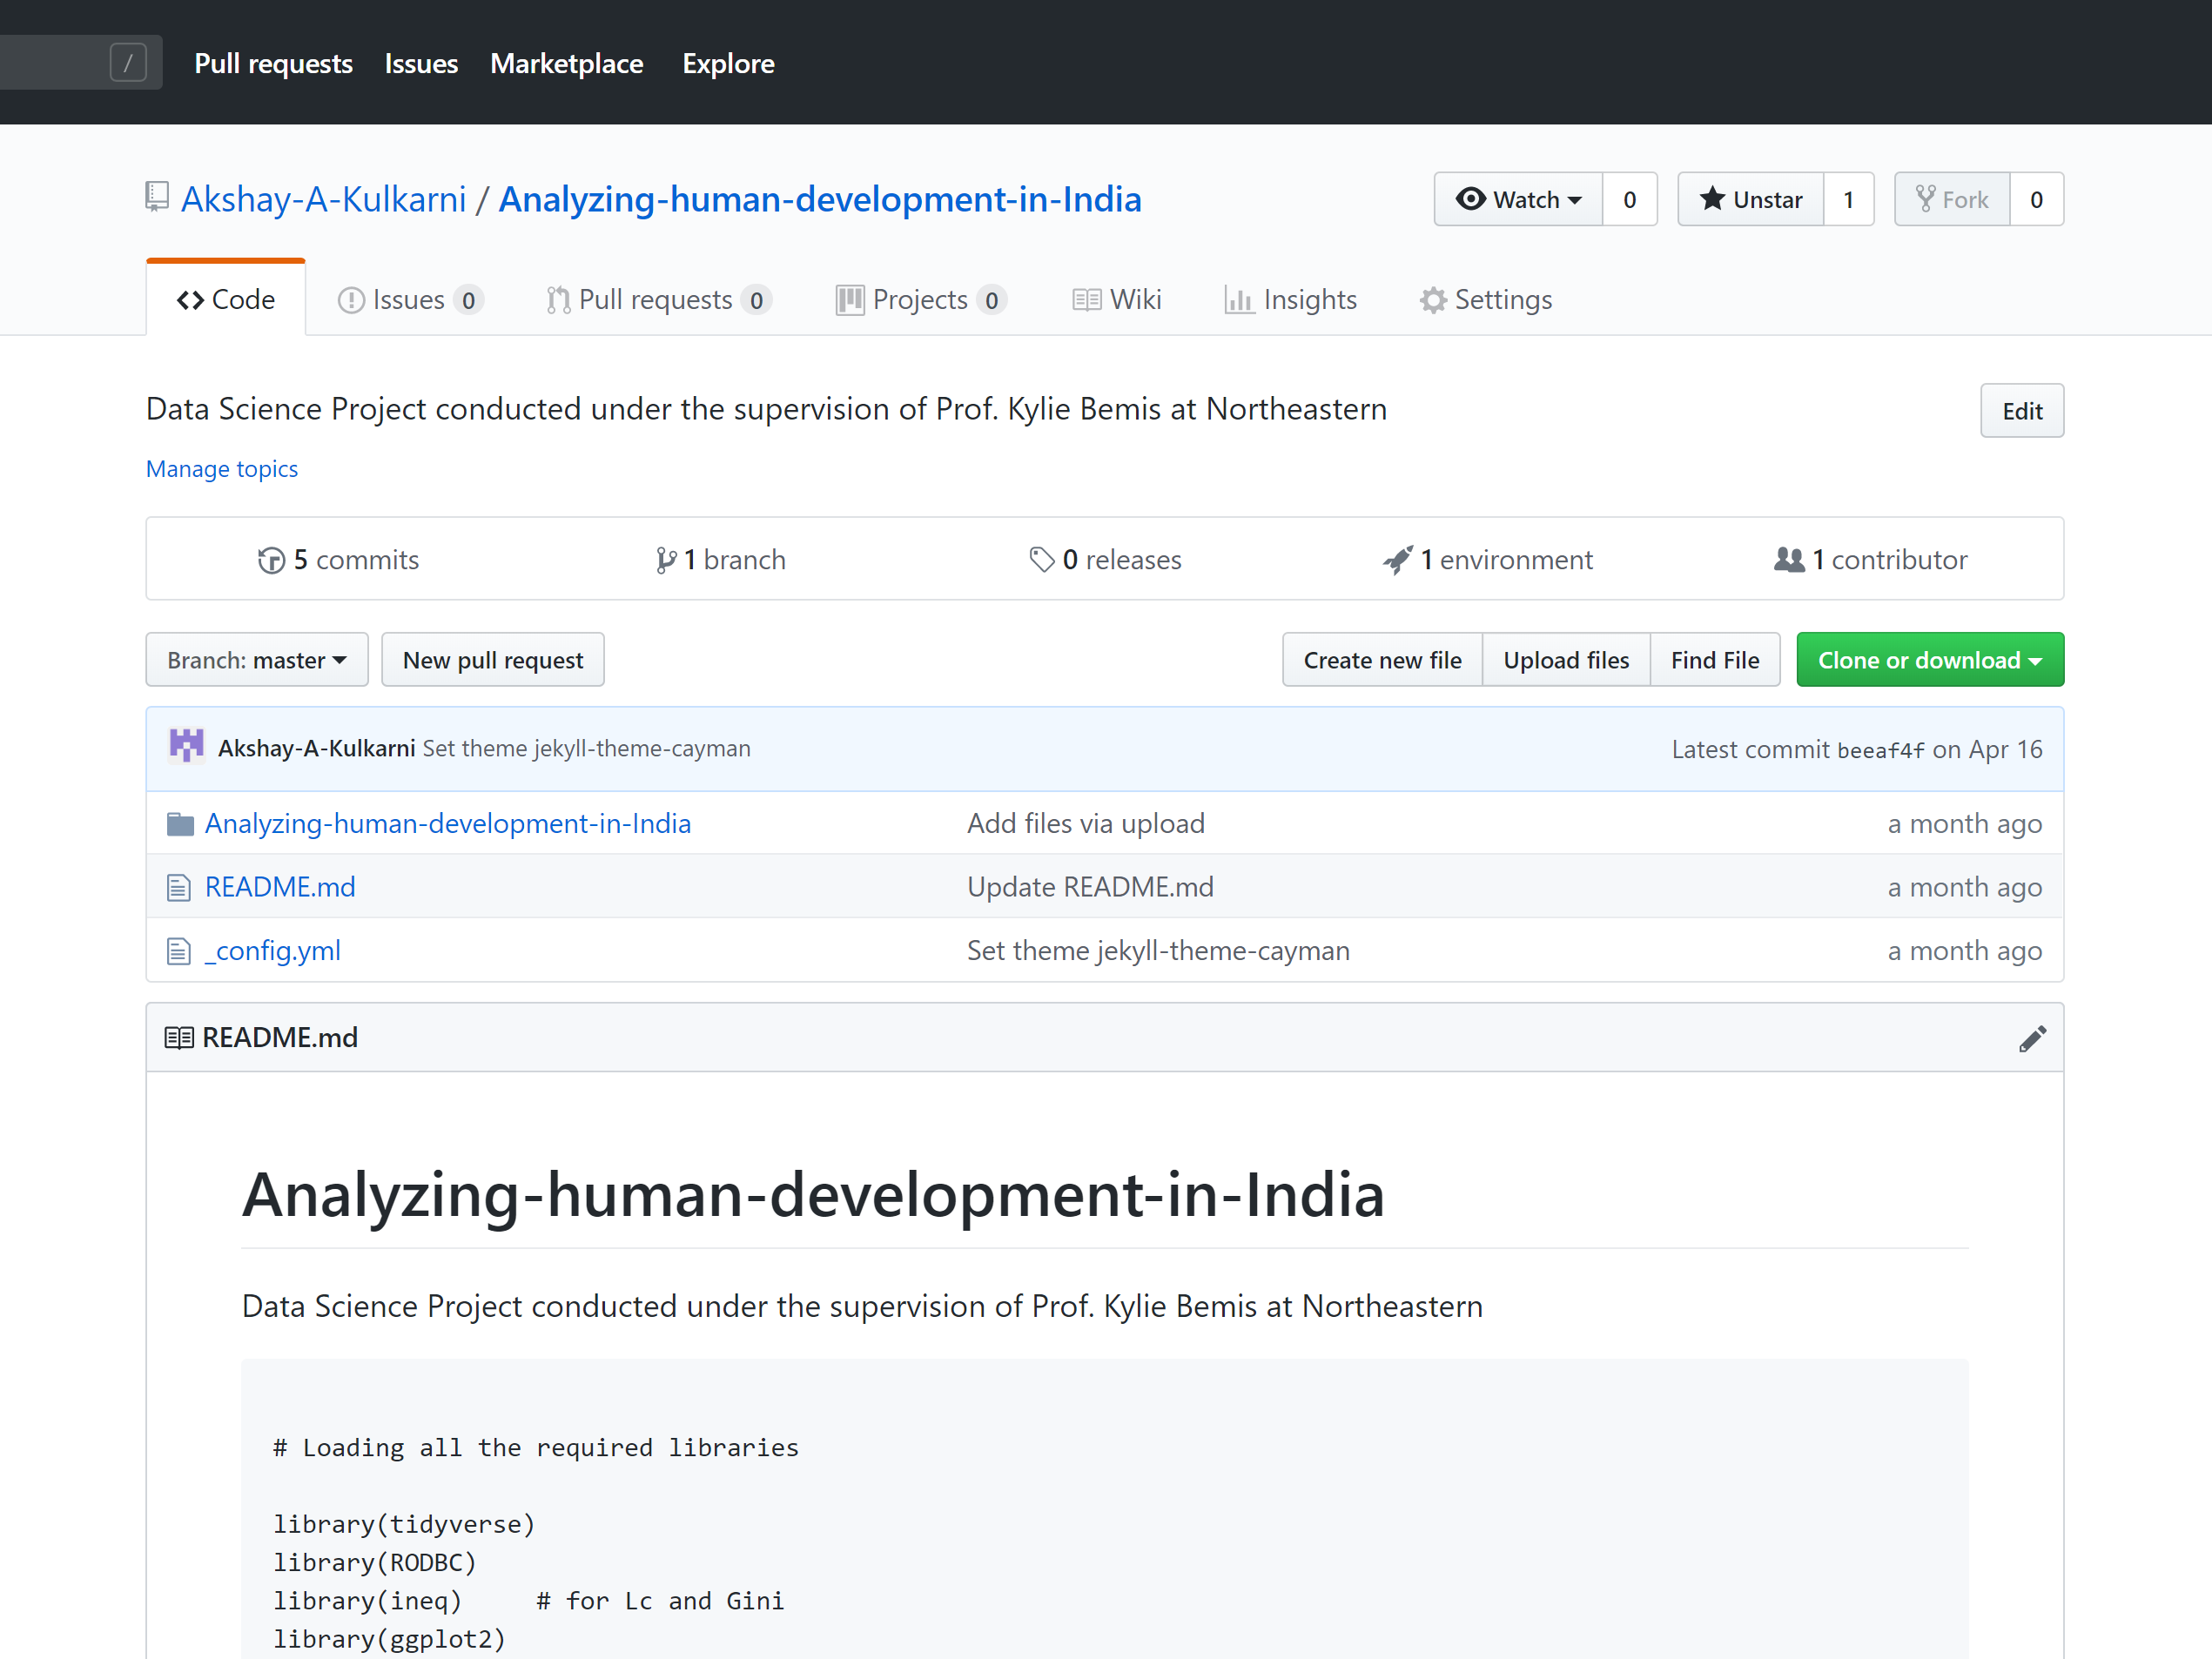 / Pull requests Issues Marketplace Explore
Akshay-A-Kulkarni / Analyzing-human-development-in-India
Watch 0 Unstar 1 Fork 0
Code Issues 0 Pull requests 0 Projects 0 Wiki Insights Settings
Data Science Project conducted under the supervision of Prof. Kylie Bemis at Northeastern Edit
Manage topics
5 commits 1 branch 0 releases 1 environment 1 contributor
Branch: master New pull request Create new file Upload files Find File Clone or download
Akshay-A-Kulkarni Set theme jekyll-theme-cayman Latest commit beeaf4f on Apr 16
Analyzing-human-development-in-India Add files via upload a month ago
README.md Update README.md a month ago
_config.yml Set theme jekyll-theme-cayman a month ago
README.md
Analyzing-human-development-in-India
Data Science Project conducted under the supervision of Prof. Kylie Bemis at Northeastern
# Loading all the required libraries
library(tidyverse)
library(RODBC)
library(ineq) # for Lc and Gini
library(ggplot2)